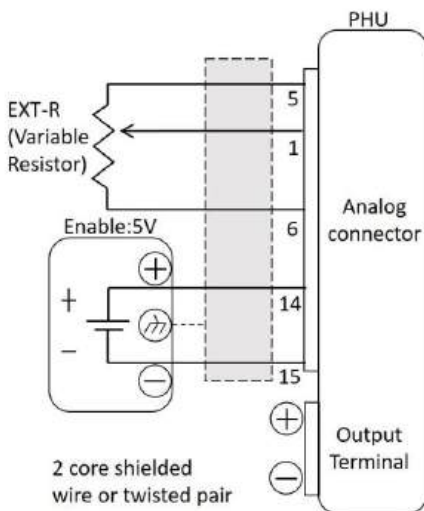 PHU
EXT-R
(Variable
Resistor)
5
1
6
Analog
connector
Enable:5V
+
+
14
−
−
15
+
−
Output
Terminal
2 core shielded
wire or twisted pair